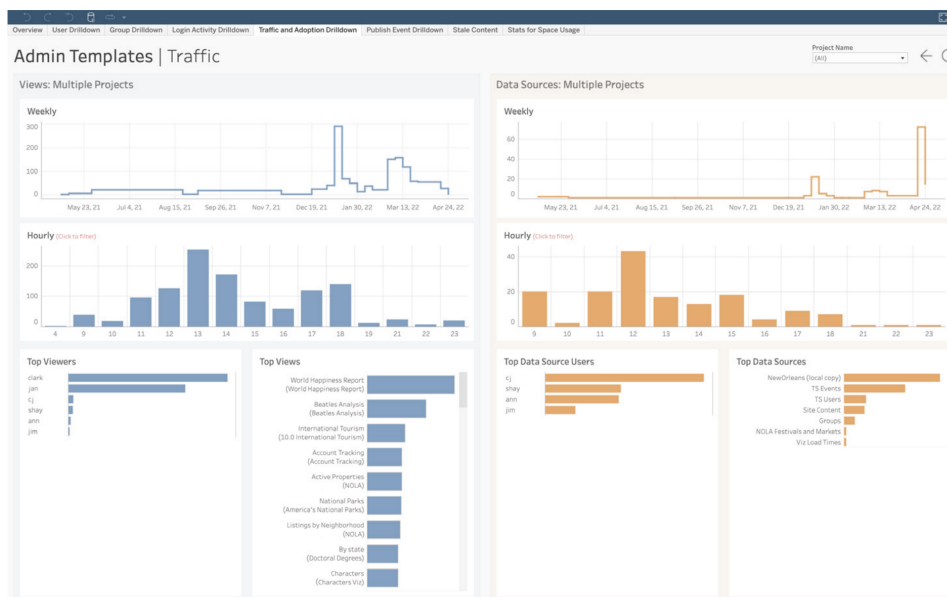 Overview User Drilldown Group Drilldown Login Activity Drilldown Traffic and Adoption Drilldown Publish Event Drilldown Stale Content Stats for Space Usage
Admin Templates | Traffic
Project Name
(All)
Views: Multiple Projects
Weekly
300
200
100
0
May 23, 21 Jul 4, 21 Aug 15, 21 Sep 26, 21 Nov 7, 21 Dec 19, 21 Jan 30, 22 Mar 13, 22 Apr 24, 22
Hourly (Click to filter)
200
100
0
4 9 10 11 12 13 14 15 16 17 18 19 21 22 23
Top Viewers
clark
jan
cj
shay
ann
jim
Top Views
World Happiness Report
(World Happiness Report)
Beatles Analysis
(Beatles Analysis)
International Tourism
(10.0 International Tourism)
Account Tracking
(Account Tracking)
Active Properties
(NOLA)
National Parks
(America's National Parks)
Listings by Neighborhood
(NOLA)
By state
(Doctoral Degrees)
Characters
(Characters Viz)
Data Sources: Multiple Projects
Weekly
60
40
20
0
May 23, 21 Jul 4, 21 Aug 15, 21 Sep 26, 21 Nov 7, 21 Dec 19, 21 Jan 30, 22 Mar 13, 22 Apr 24, 22
Hourly (Click to filter)
40
20
0
9 10 11 12 13 14 15 16 17 18 21 22 23
Top Data Source Users
cj
shay
ann
jim
Top Data Sources
NewOrleans (local copy)
TS Events
TS Users
Site Content
Groups
NOLA Festivals and Markets
Viz Load Times